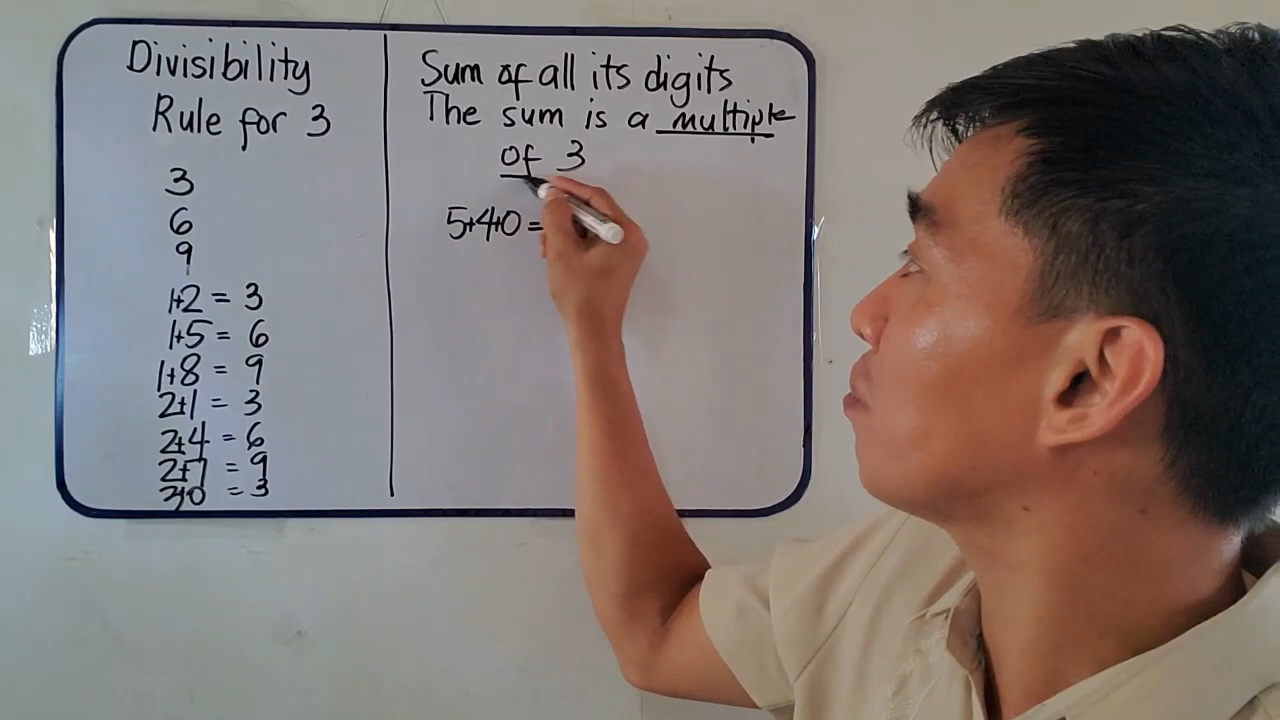 Divisibility
Rule for 3
3
6
9
1+2 = 3
1+5 = 6
1+8 = 9
2+1 = 3
2+4 = 6
2+7 = 9
3+0 = 3
Sum of all its digits
The sum is a multiple
of 3
5+4+0 =